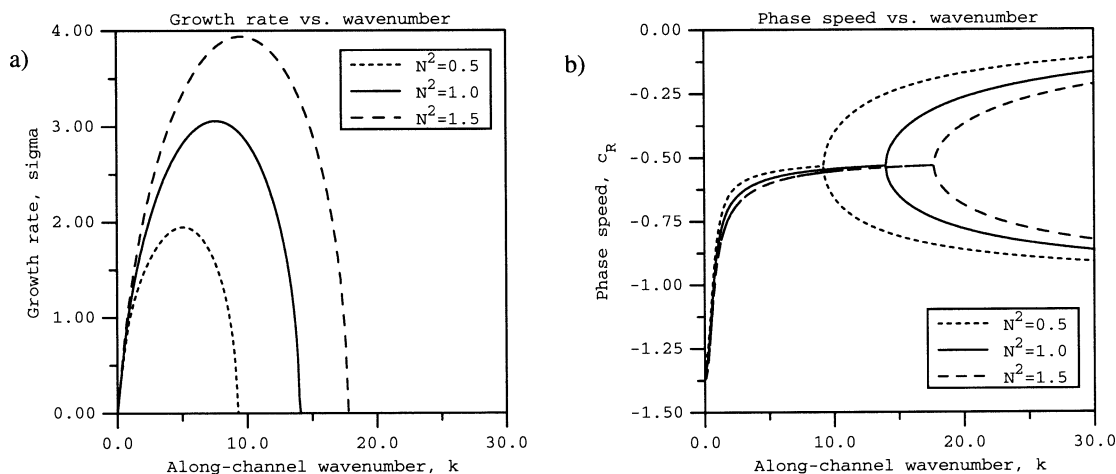 a)
Growth rate vs. wavenumber
Growth rate, sigma
4.00
3.00
2.00
1.00
0.00
N²=0.5
N²=1.0
N²=1.5
0.0
10.0
20.0
30.0
Along-channel wavenumber, k
b)
Phase speed vs. wavenumber
Phase speed, c_R
0.00
-0.25
-0.50
-0.75
-1.00
-1.25
-1.50
N²=0.5
N²=1.0
N²=1.5
0.0
10.0
20.0
30.0
Along-channel wavenumber, k